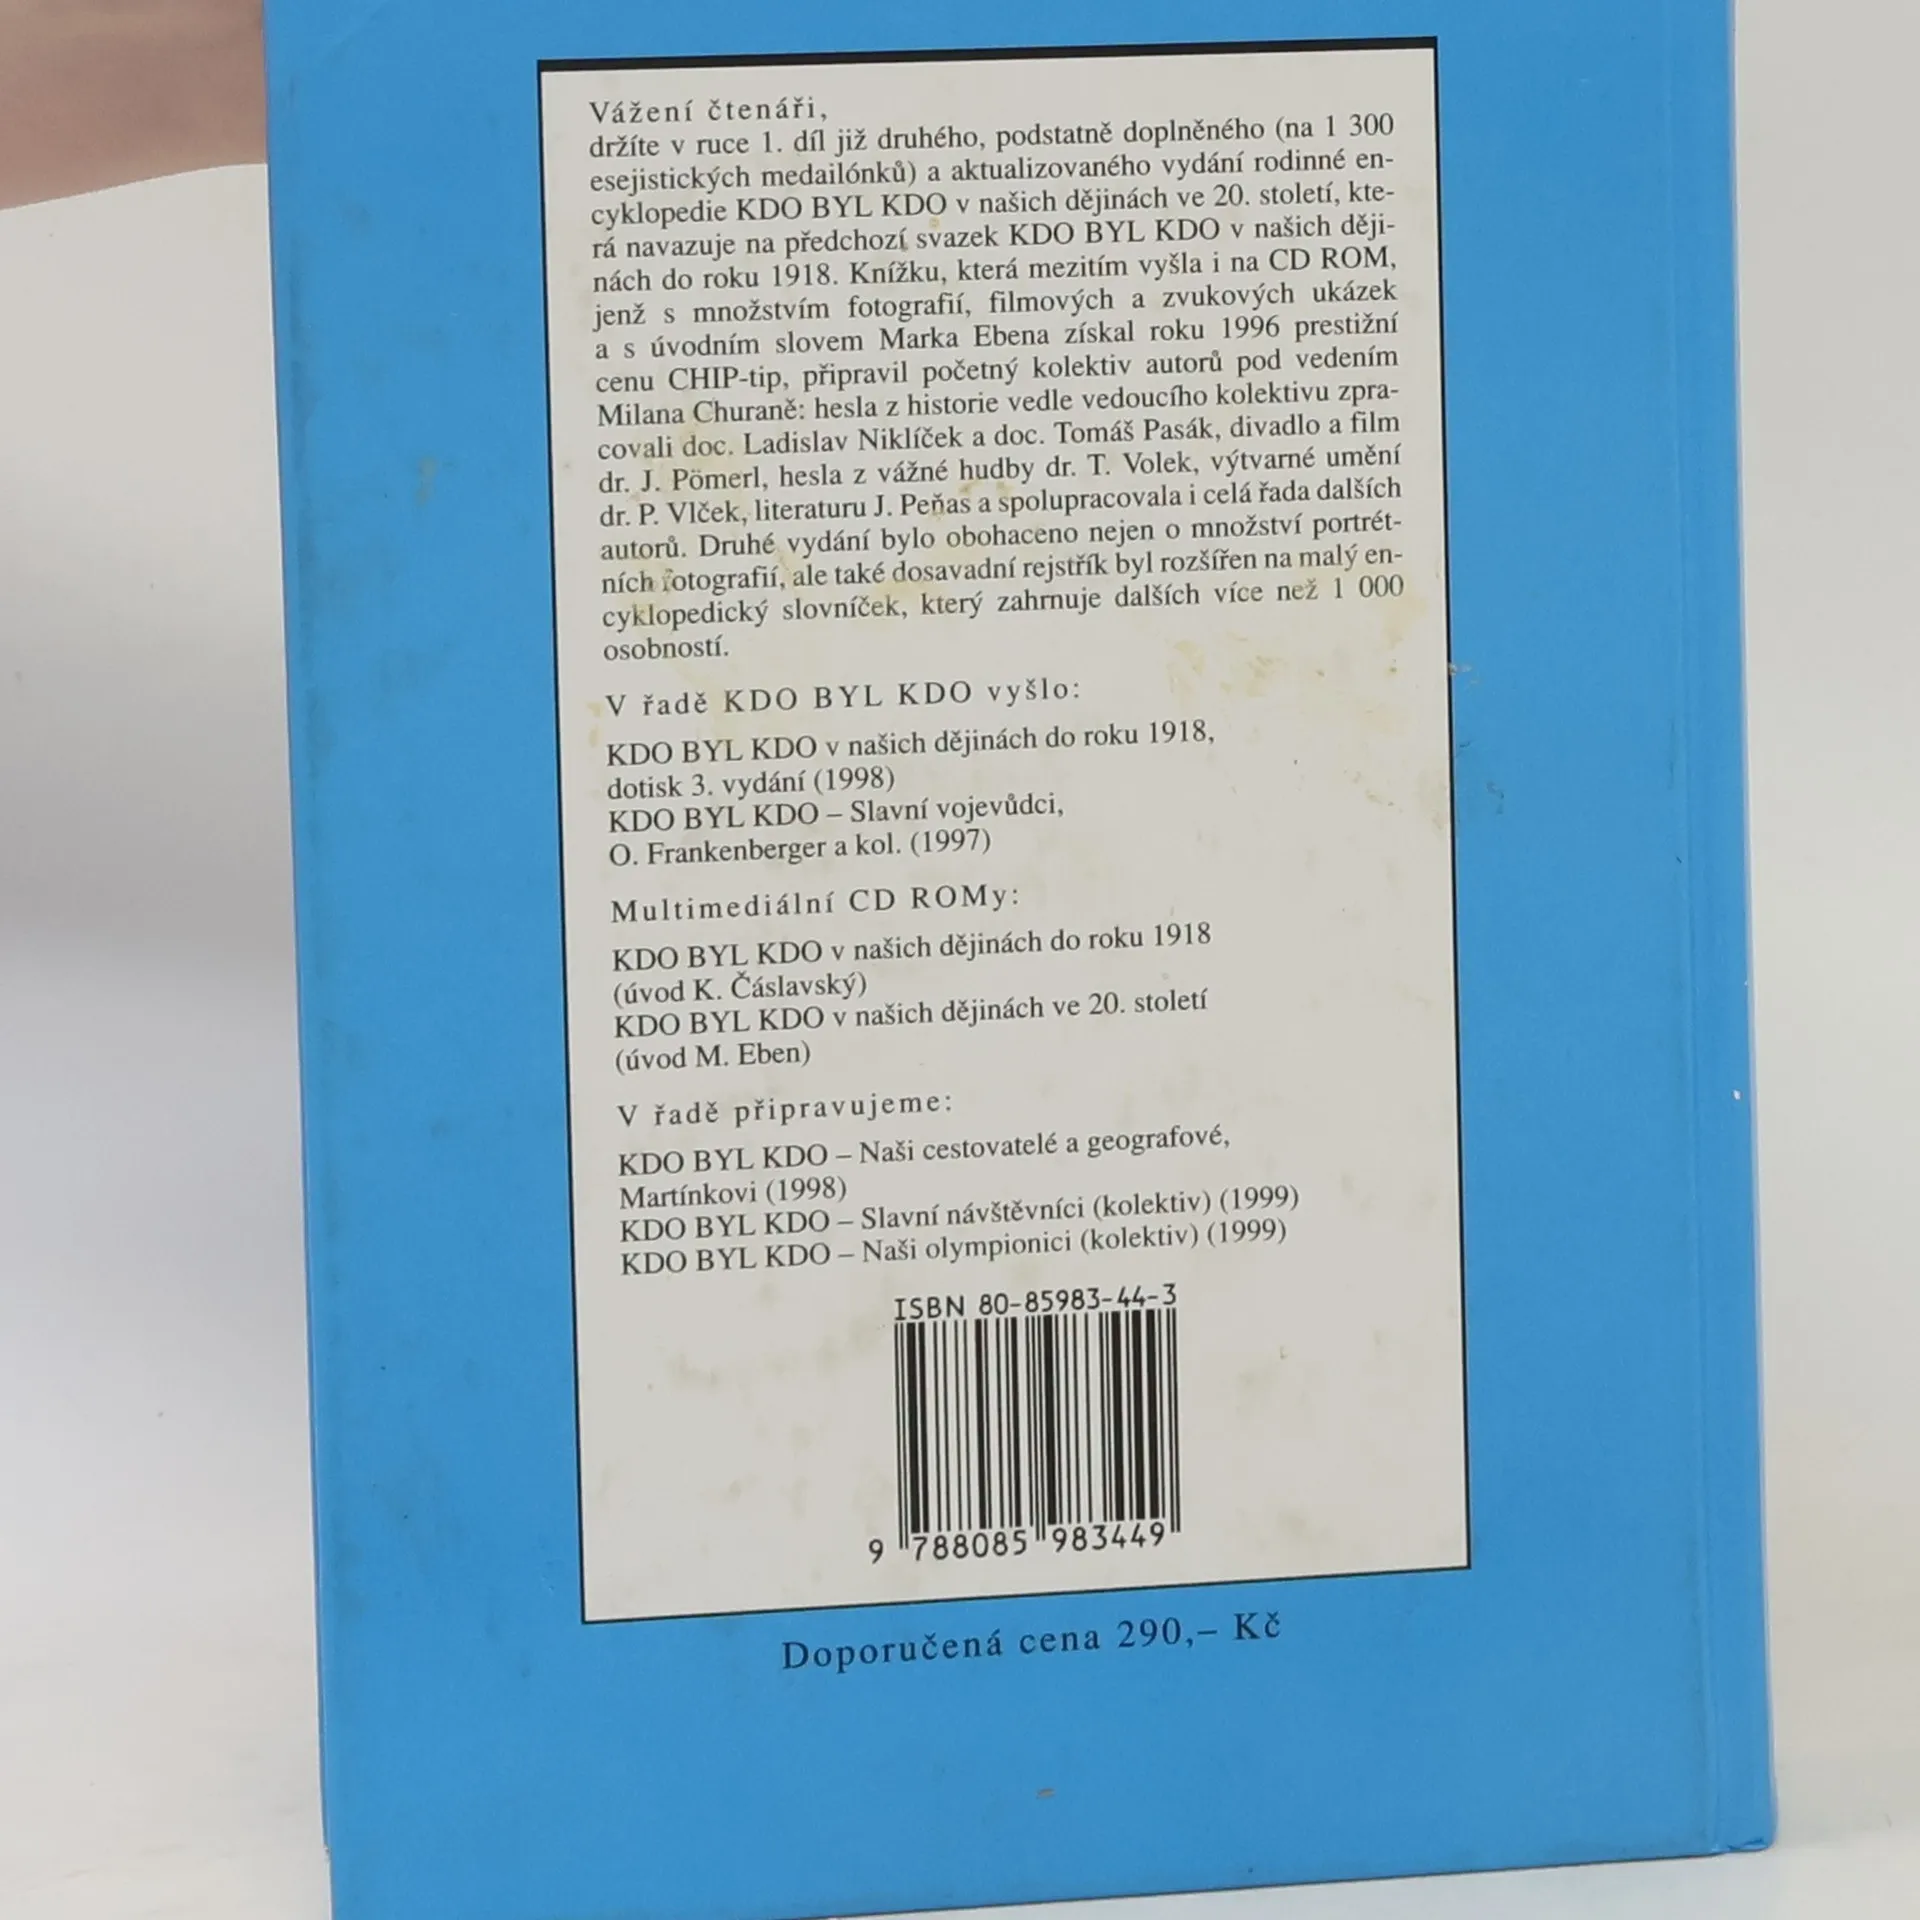 Vážení čtenáři,
držíte v ruce 1. díl již druhého, podstatně doplněného (na 1 300
esejistických medailónků) a aktualizovaného vydání rodinné en-
cyklopedie KDO BYL KDO v našich dějinách ve 20. století, kte-
rá navazuje na předchozí svazek KDO BYL KDO v našich ději-
nách do roku 1918. Knížku, která mezitím vyšla i na CD ROM,
jenž s množstvím fotografií, filmových a zvukových ukázek
a s úvodním slovem Marka Ebena získal roku 1996 prestižní
cenu CHIP-tip, připravil početný kolektiv autorů pod vedením
Milana Churaně: hesla z historie vedle vedoucího kolektivu zpra-
covali doc. Ladislav Niklíček a doc. Tomáš Pasák, divadlo a film
dr. J. Pömerl, hesla z vážné hudby dr. T. Volek, výtvarné umění
dr. P. Vlček, literaturu J. Peňas a spolupracovala i celá řada dalších
autorů. Druhé vydání bylo obohaceno nejen o množství portrét-
ních fotografií, ale také dosavadní rejstřík byl rozšířen na malý en-
cyklopedický slovníček, který zahrnuje dalších více než 1 000
osobností.
V řadě KDO BYL KDO vyšlo:
KDO BYL KDO v našich dějinách do roku 1918,
dotisk 3. vydání (1998)
KDO BYL KDO – Slavní vojevůdci,
O. Frankenberger a kol. (1997)
Multimediální CD ROMy:
KDO BYL KDO v našich dějinách do roku 1918
(úvod K. Čáslavský)
KDO BYL KDO v našich dějinách ve 20. století
(úvod M. Eben)
V řadě připravujeme:
KDO BYL KDO – Naši cestovatelé a geografové,
Martínkovi (1998)
KDO BYL KDO – Slavní návštěvníci (kolektiv) (1999)
KDO BYL KDO – Naši olympionici (kolektiv) (1999)
ISBN 80-85983-44-3
9 788085 983449
Doporučená cena 290,– Kč